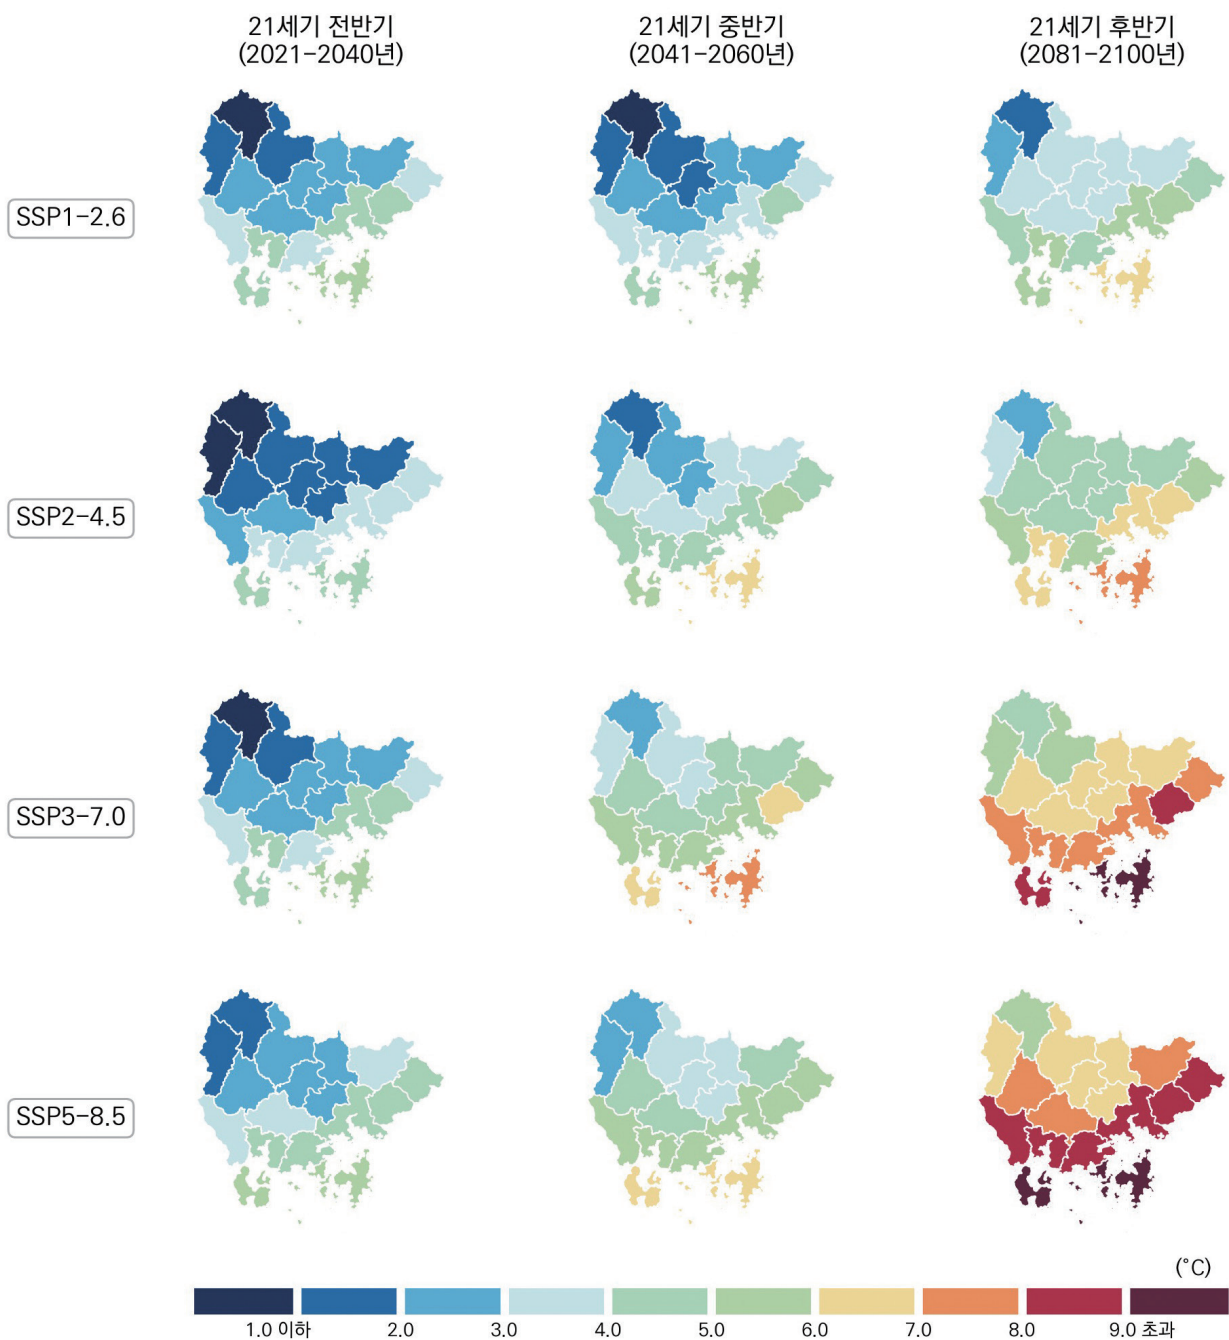 21세기 전반기
(2021-2040년)
21세기 중반기
(2041-2060년)
21세기 후반기
(2081-2100년)
SSP1-2.6
SSP2-4.5
SSP3-7.0
SSP5-8.5
(°C)
1.0 이하 2.0 3.0 4.0 5.0 6.0 7.0 8.0 9.0 초과